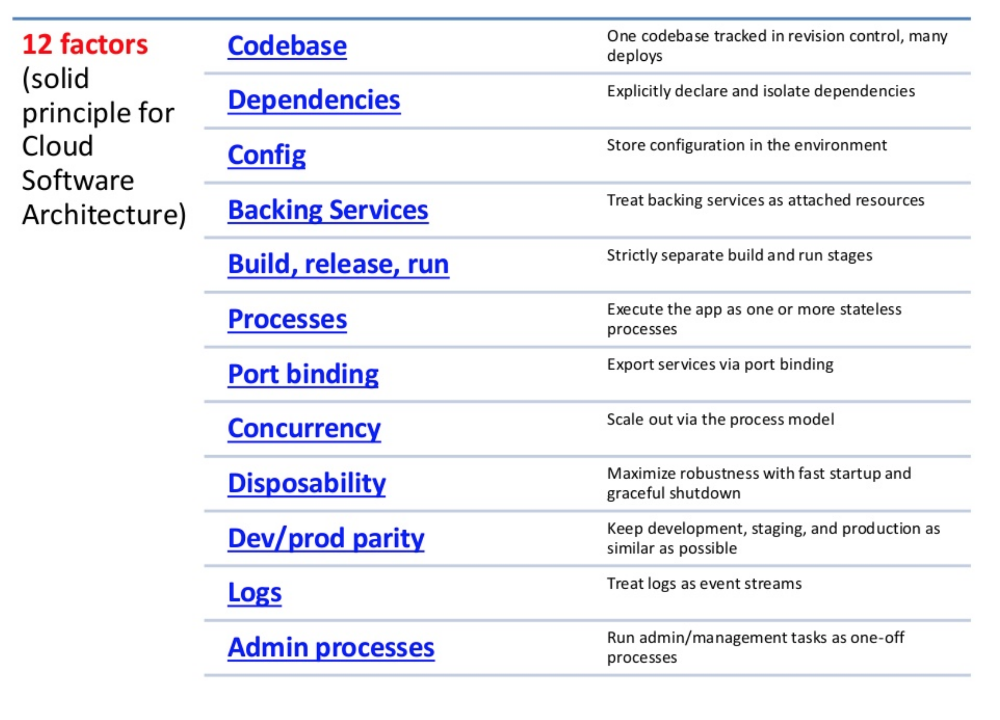 12 factors
(solid
principle for
Cloud
Software
Architecture)
Codebase
One codebase tracked in revision control, many
deploys
Dependencies
Explicitly declare and isolate dependencies
Config
Store configuration in the environment
Backing Services
Treat backing services as attached resources
Build, release, run
Strictly separate build and run stages
Processes
Execute the app as one or more stateless
processes
Port binding
Export services via port binding
Concurrency
Scale out via the process model
Disposability
Maximize robustness with fast startup and
graceful shutdown
Dev/prod parity
Keep development, staging, and production as
similar as possible
Logs
Treat logs as event streams
Admin processes
Run admin/management tasks as one-off
processes